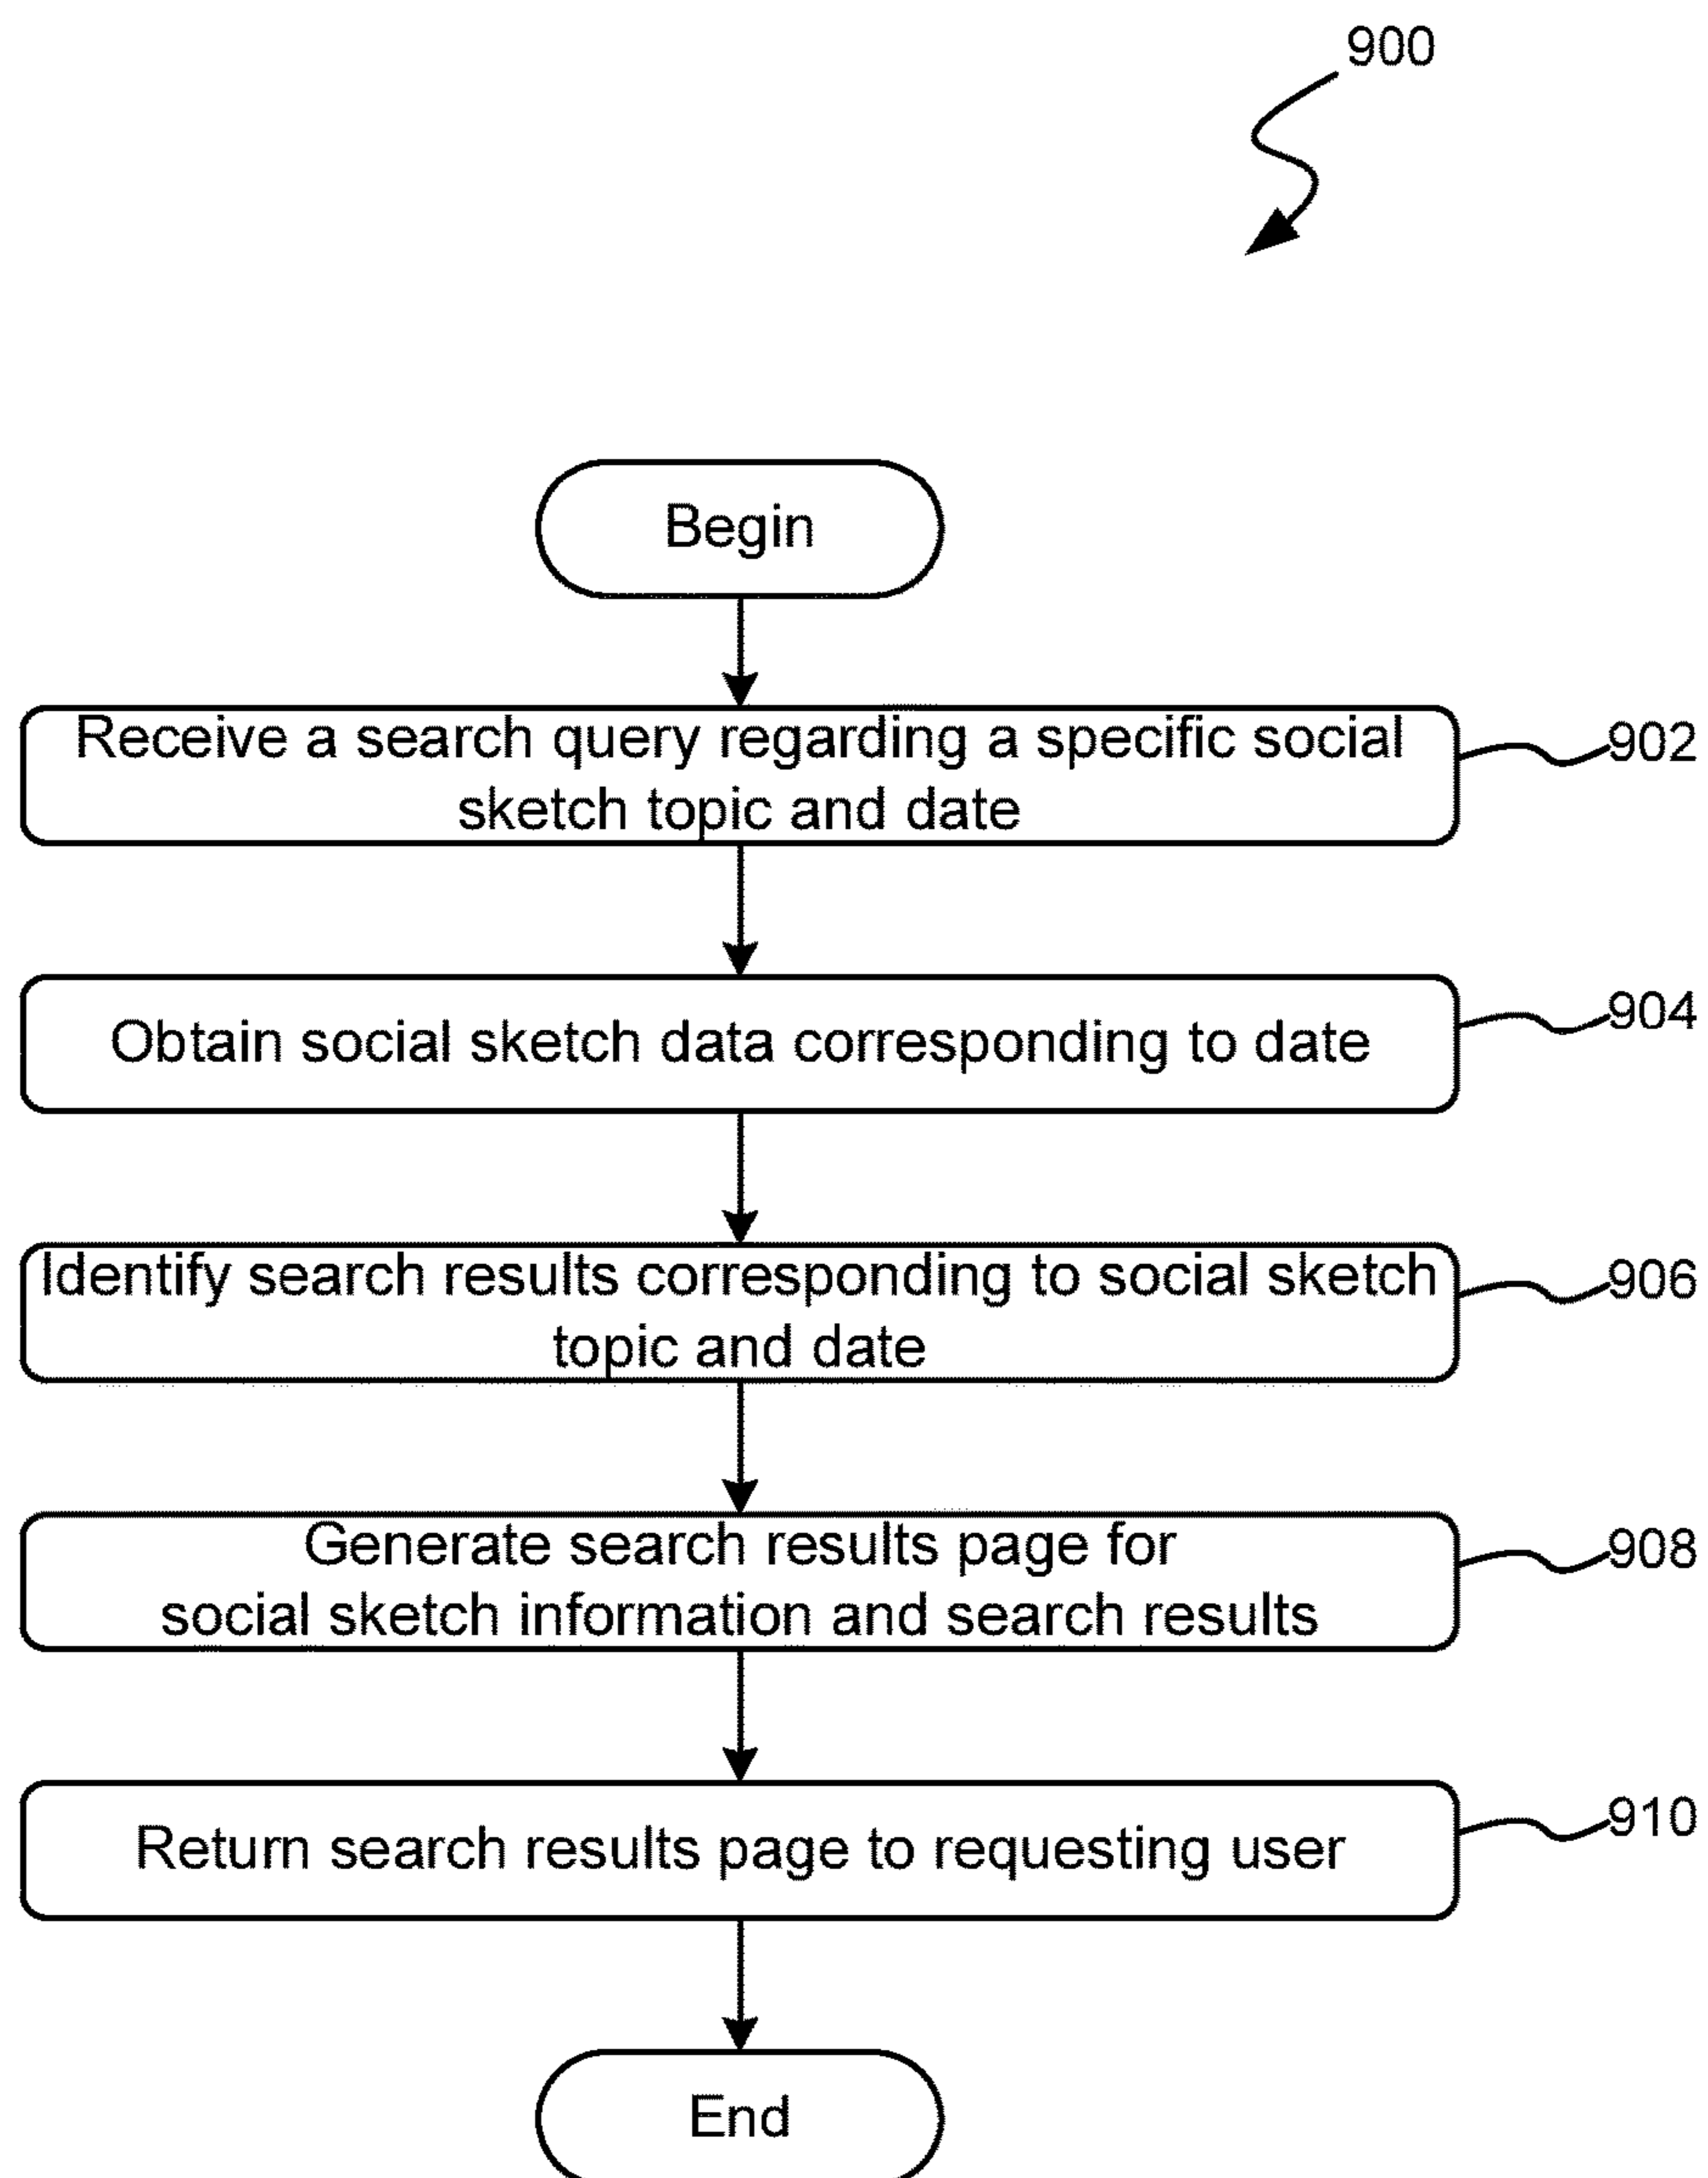 900
Begin
Receive a search query regarding a specific social
sketch topic and date
902
Obtain social sketch data corresponding to date
904
Identify search results corresponding to social sketch
topic and date
906
Generate search results page for
social sketch information and search results
908
Return search results page to requesting user
910
End